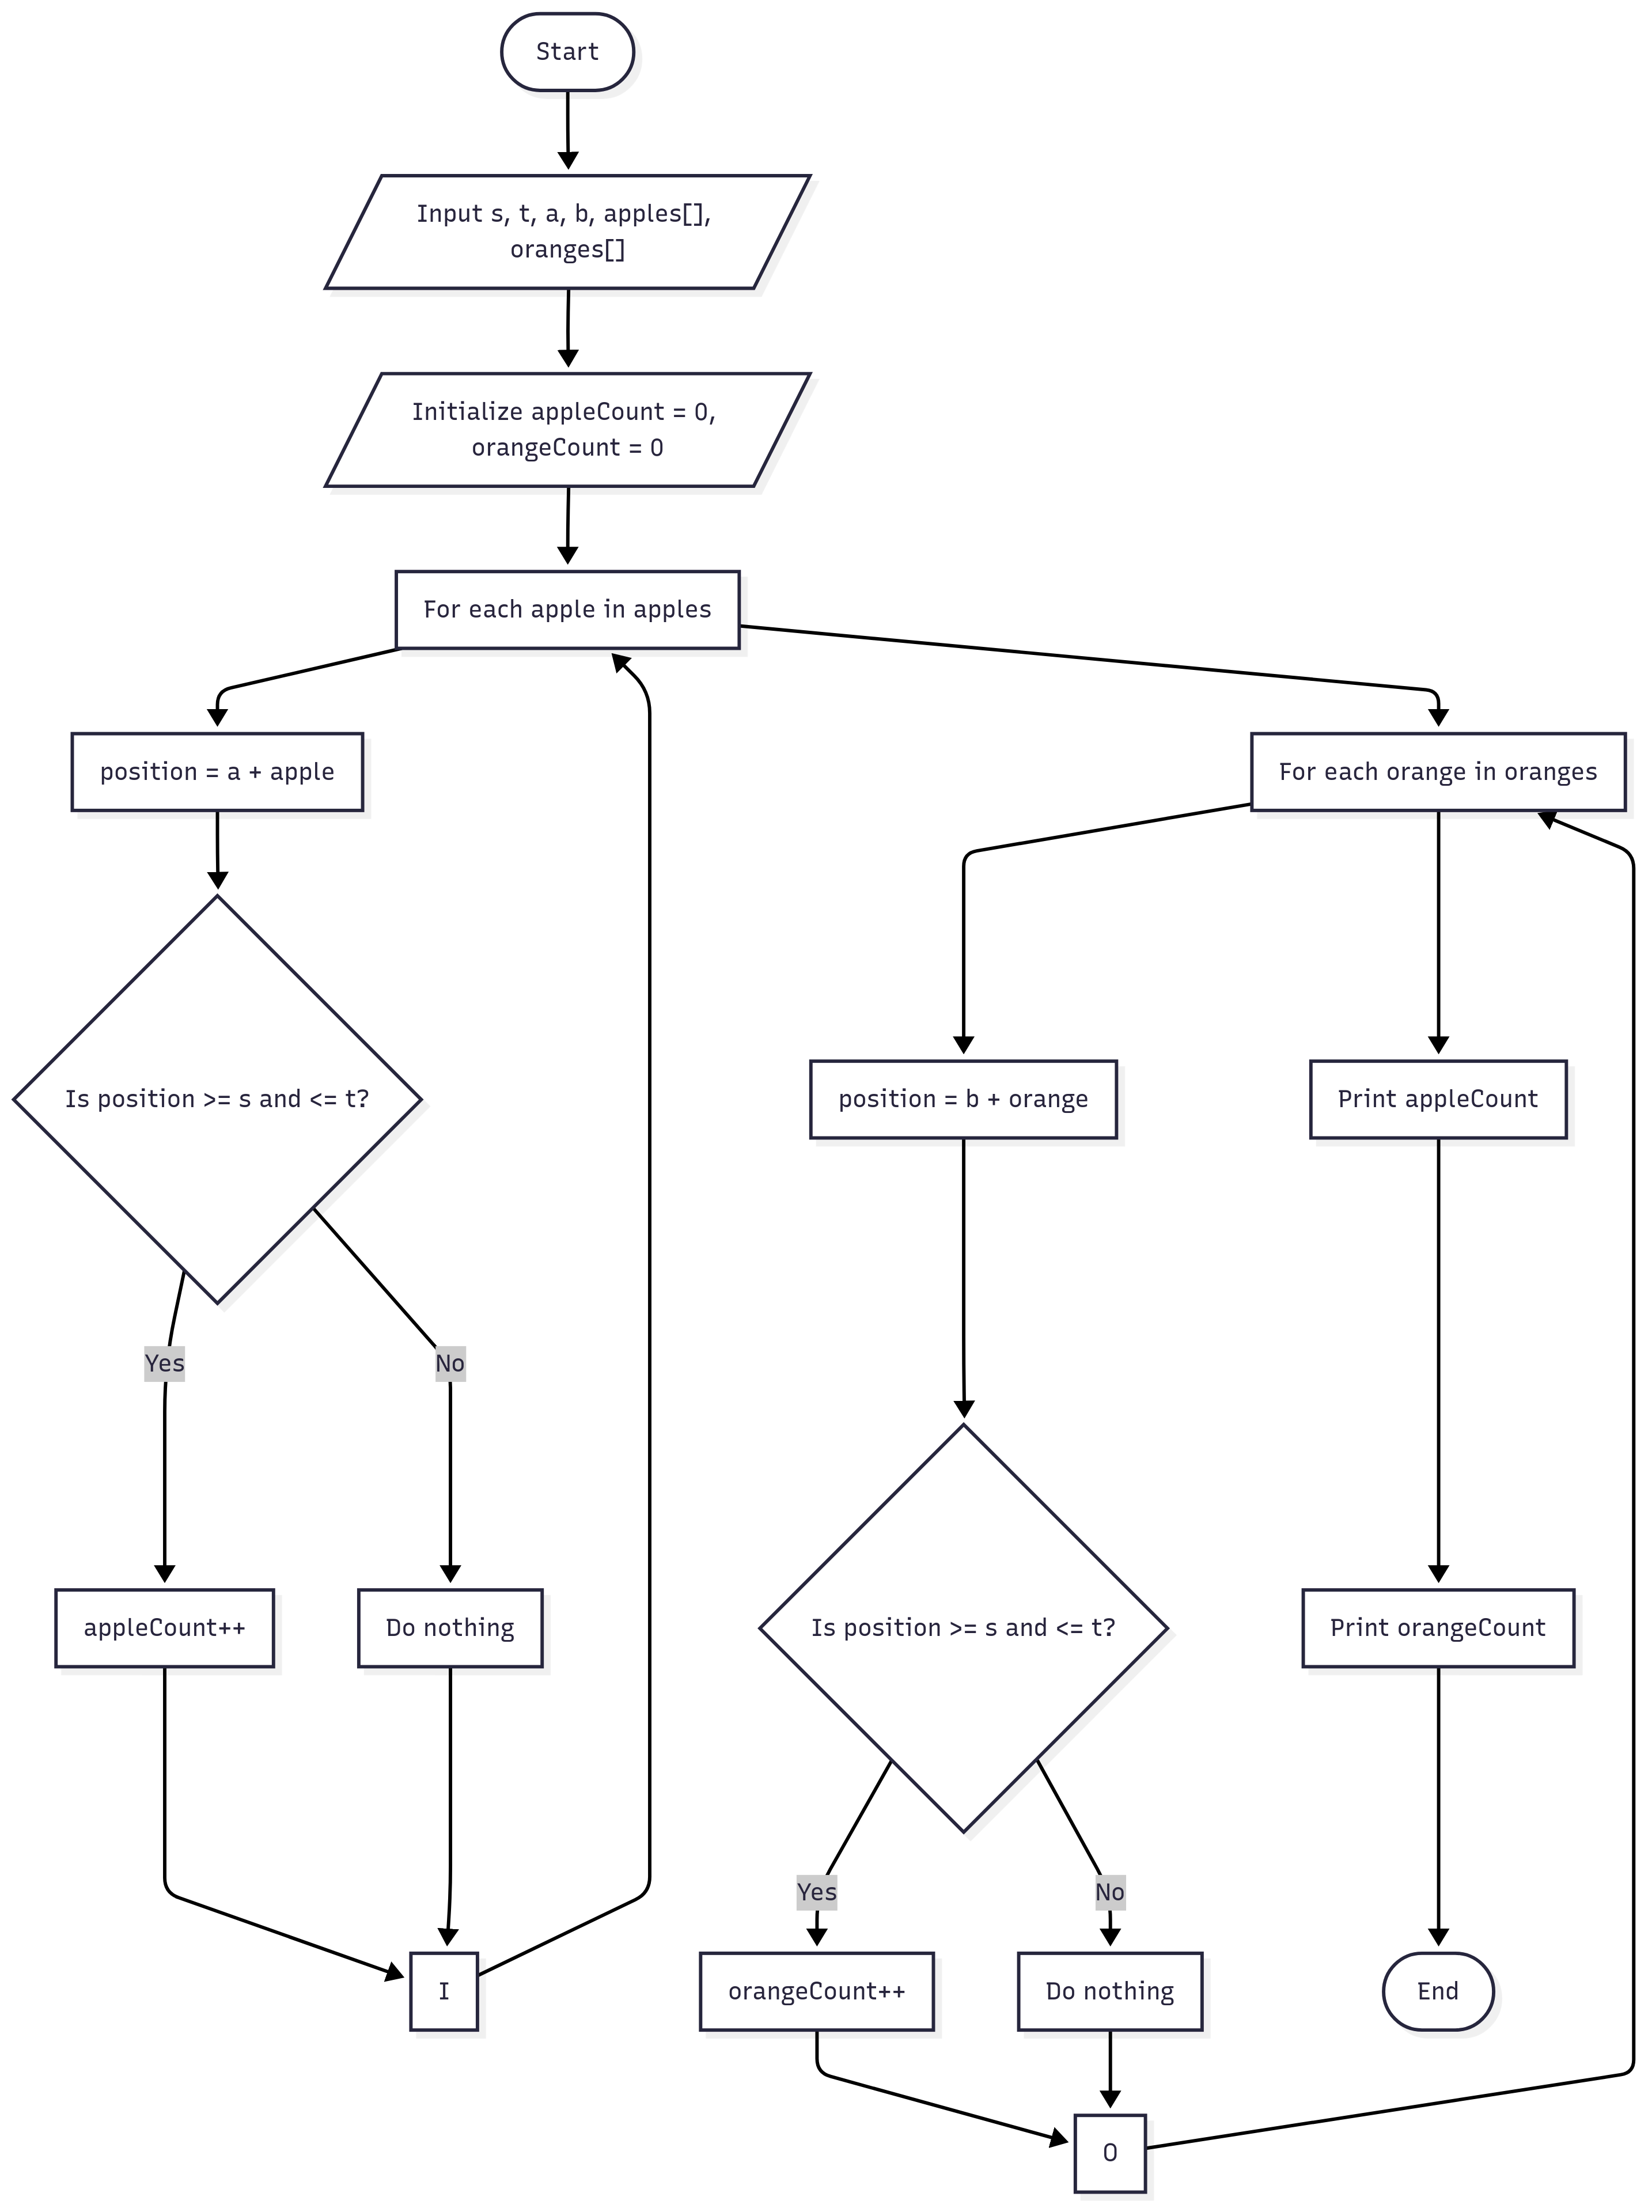 Start
Input s, t, a, b, apples[],
oranges[]
Initialize appleCount = 0,
orangeCount = 0
For each apple in apples
position = a + apple
For each orange in oranges
Is position >= s and <= t?
position = b + orange
Print appleCount
Yes
No
appleCount++
Do nothing
Is position >= s and <= t?
Print orangeCount
Yes
No
I
orangeCount++
Do nothing
End
O